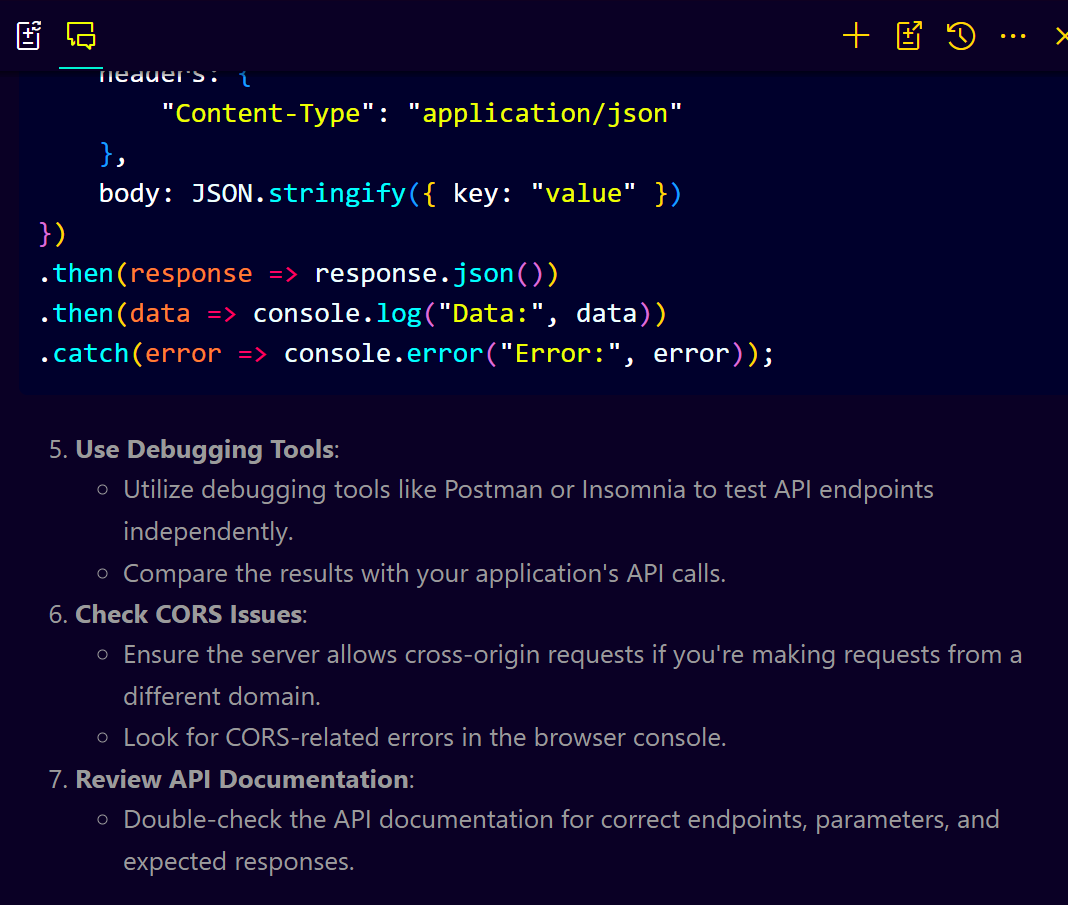 headers: {
"Content-Type": "application/json"
},
body: JSON.stringify({ key: "value" })
})
.then(response => response.json())
.then(data => console.log("Data:", data))
.catch(error => console.error("Error:", error));
5. Use Debugging Tools:
○ Utilize debugging tools like Postman or Insomnia to test API endpoints
independently.
○ Compare the results with your application's API calls.
6. Check CORS Issues:
○ Ensure the server allows cross-origin requests if you're making requests from a
different domain.
○ Look for CORS-related errors in the browser console.
7. Review API Documentation:
○ Double-check the API documentation for correct endpoints, parameters, and
expected responses.